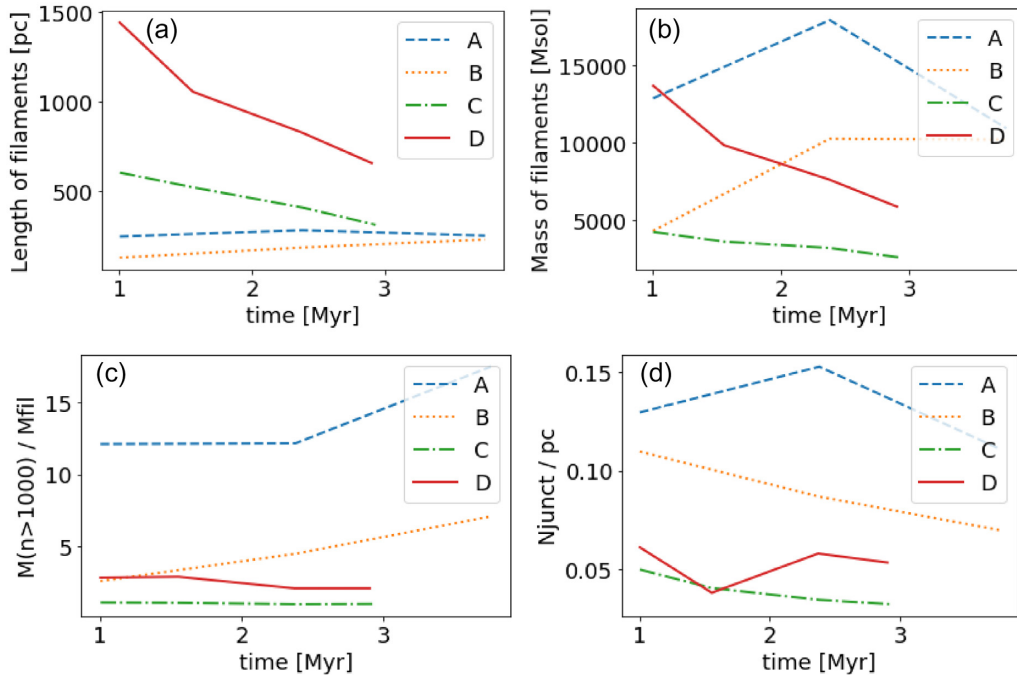 (a)
Length of filaments [pc]
1500
1000
500
A
B
C
D
1 2 3
time [Myr]
(b)
Mass of filaments [Msol]
15000
10000
5000
A
B
C
D
1 2 3
time [Myr]
(c)
M(n>1000) / Mfil
15
10
5
A
B
C
D
1 2 3
time [Myr]
(d)
Njunct / pc
0.15
0.10
0.05
A
B
C
D
1 2 3
time [Myr]